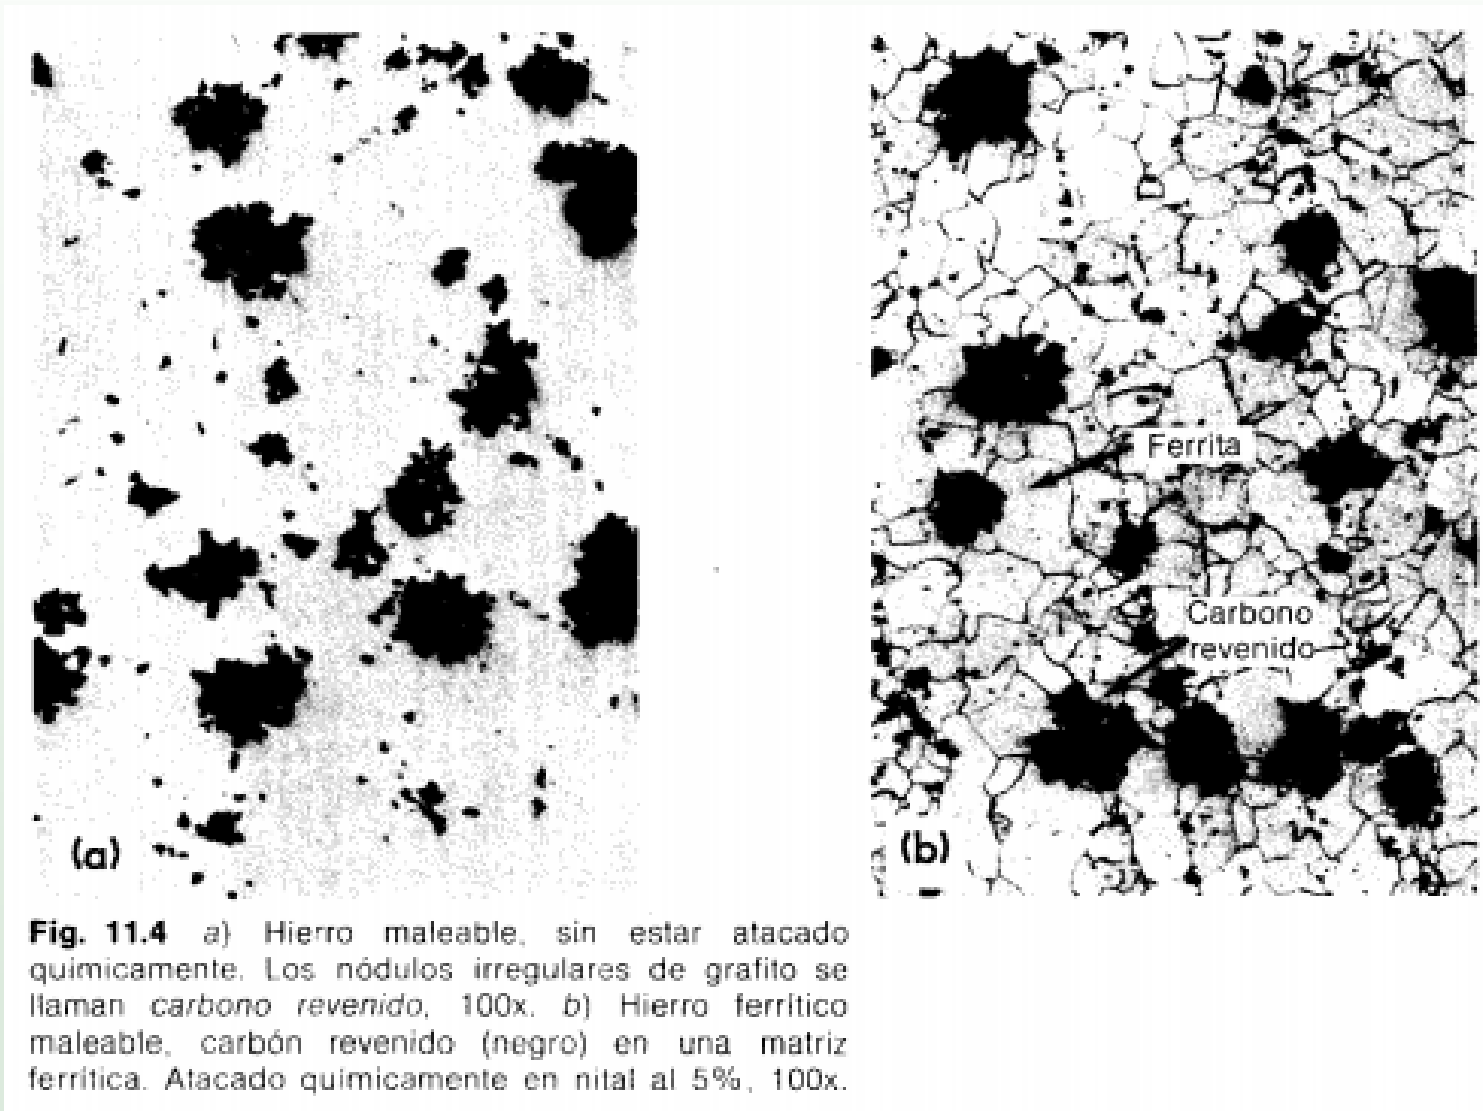 Ferrita
Carbono
revenido
(a)
(b)
Fig. 11.4 a) Hierro maleable, sin estar atacado
químicamente. Los nódulos irregulares de grafito se
llaman carbono revenido, 100x. b) Hierro ferrítico
maleable, carbón revenido (negro) en una matriz
ferrítica. Atacado químicamente en nital al 5%, 100x.